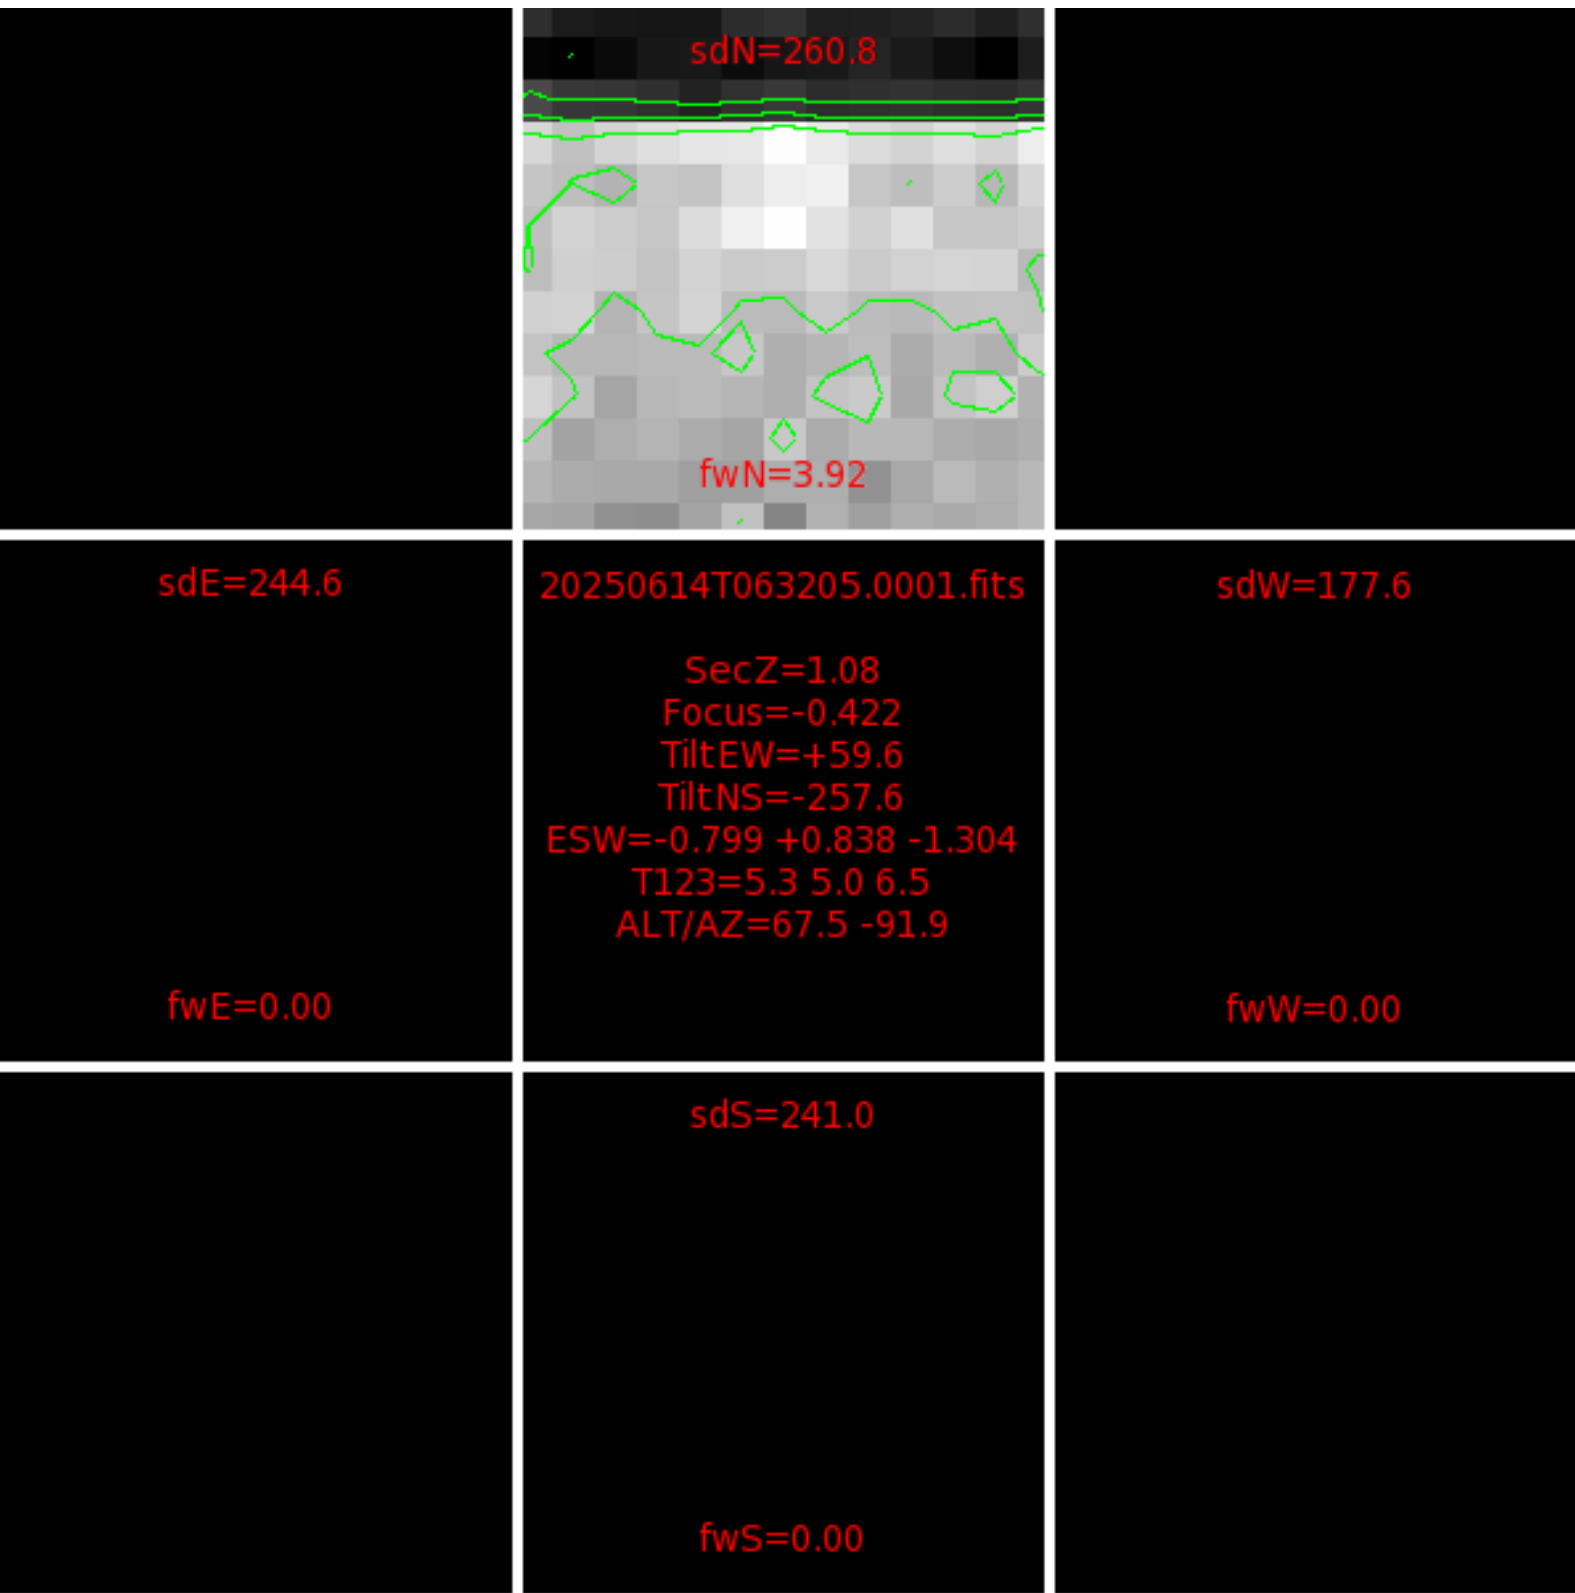 sdN=260.8
fwN=3.92
sdE=244.6
fwE=0.00
20250614T063205.0001.fits
SecZ=1.08
Focus=-0.422
TiltEW=+59.6
TiltNS=-257.6
ESW=-0.799 +0.838 -1.304
T123=5.3 5.0 6.5
ALT/AZ=67.5 -91.9
sdW=177.6
fwW=0.00
sdS=241.0
fwS=0.00